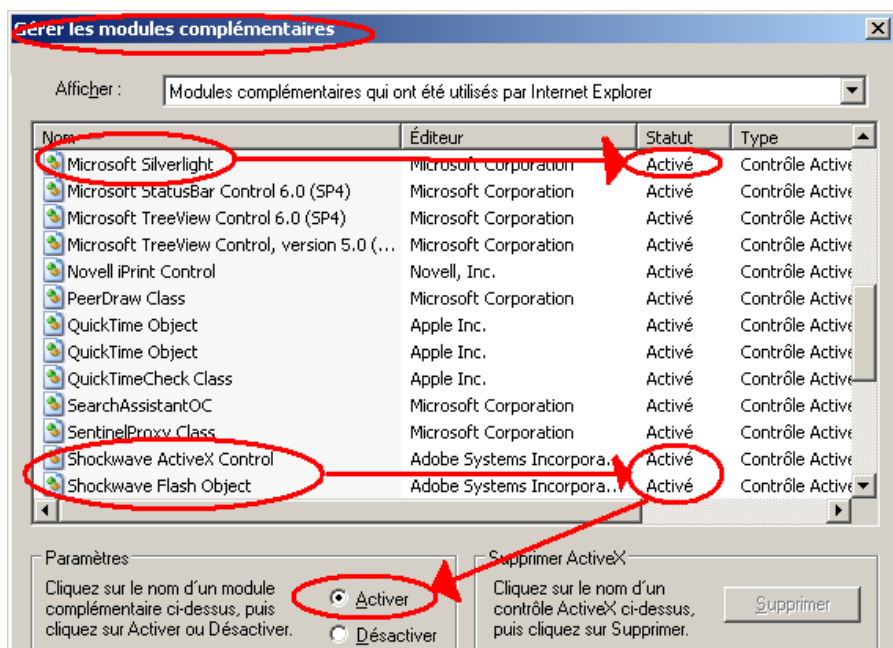 Gérer les modules complémentaires
Afficher : Modules complémentaires qui ont été utilisés par Internet Explorer
Nom Éditeur Statut Type
Microsoft Silverlight Microsoft Corporation Activé Contrôle Active
Microsoft StatusBar Control 6.0 (SP4) Microsoft Corporation Activé Contrôle Active
Microsoft TreeView Control 6.0 (SP4) Microsoft Corporation Activé Contrôle Active
Microsoft TreeView Control, version 5.0 (... Microsoft Corporation Activé Contrôle Active
Novell iPrint Control Novell, Inc. Activé Contrôle Active
PeerDraw Class Microsoft Corporation Activé Contrôle Active
QuickTime Object Apple Inc. Activé Contrôle Active
QuickTime Object Apple Inc. Activé Contrôle Active
QuickTimeCheck Class Apple Inc. Activé Contrôle Active
SearchAssistantOC Microsoft Corporation Activé Contrôle Active
SentinelProxy Class Microsoft Corporation Activé Contrôle Active
Shockwave ActiveX Control Adobe Systems Incorpora... Activé Contrôle Active
Shockwave Flash Object Adobe Systems Incorpora... Activé Contrôle Active
Paramètres
Cliquez sur le nom d'un module
complémentaire ci-dessus, puis
cliquez sur Activer ou Désactiver.
Activer
Désactiver
Supprimer ActiveX
Cliquez sur le nom d'un
contrôle ActiveX ci-dessus,
puis cliquez sur Supprimer.
Supprimer